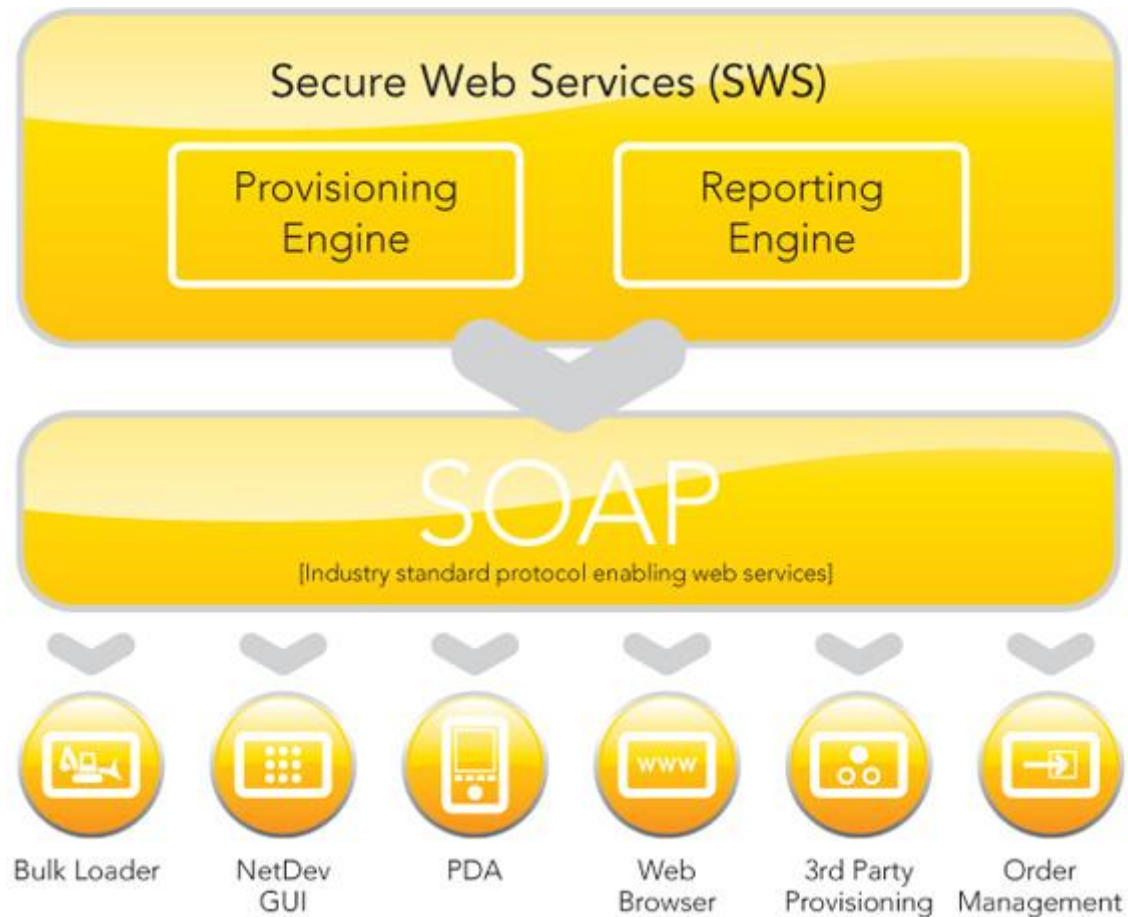 Secure Web Services (SWS)
Provisioning
Engine
Reporting
Engine
SOAP
[Industry standard protocol enabling web services]
www
Bulk Loader
NetDev
GUI
PDA
Web
Browser
3rd Party
Provisioning
Order
Management